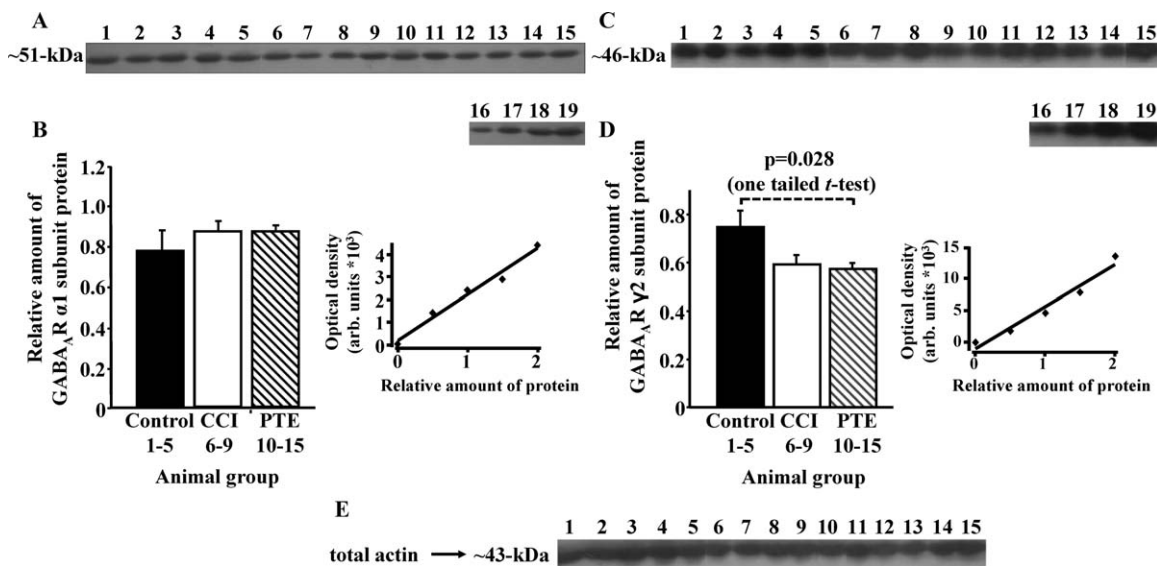 A
1 2 3 4 5 6 7 8 9 10 11 12 13 14 15
~51-kDa
16 17 18 19
B
Relative amount of
GABA_AR α1 subunit protein
1.2
1.0
0.8
0.6
0.4
0.2
0
Control CCI PTE
1-5 6-9 10-15
Animal group
Optical density
(arb. units *10³)
4
3
2
1
0
0 1.0 2.0
Relative amount of protein
C
1 2 3 4 5 6 7 8 9 10 11 12 13 14 15
~46-kDa
16 17 18 19
D
p=0.028
(one tailed t-test)
Relative amount of
GABA_AR γ2 subunit protein
0.8
0.6
0.4
0.2
0
Control CCI PTE
1-5 6-9 10-15
Animal group
Optical density
(arb. units *10³)
15
10
5
0
0 1.0 2.0
Relative amount of protein
E
1 2 3 4 5 6 7 8 9 10 11 12 13 14 15
total actin → ~43-kDa